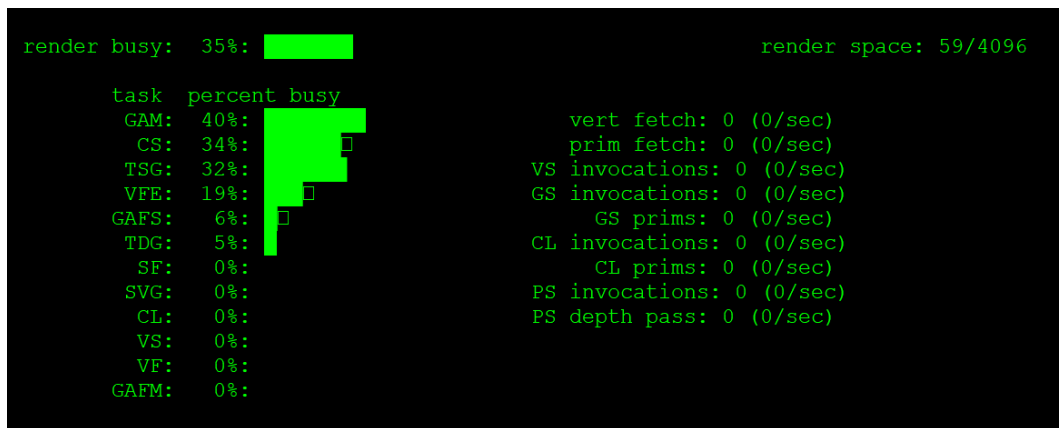 render busy: 35%: render space: 59/4096
task percent busy
GAM: 40%: vert fetch: 0 (0/sec)
CS: 34%: prim fetch: 0 (0/sec)
TSG: 32%: VS invocations: 0 (0/sec)
VFE: 19%: GS invocations: 0 (0/sec)
GAFS: 6%: GS prims: 0 (0/sec)
TDG: 5%: CL invocations: 0 (0/sec)
SF: 0%: CL prims: 0 (0/sec)
SVG: 0%: PS invocations: 0 (0/sec)
CL: 0%: PS depth pass: 0 (0/sec)
VS: 0%:
VF: 0%:
GAFM: 0%: